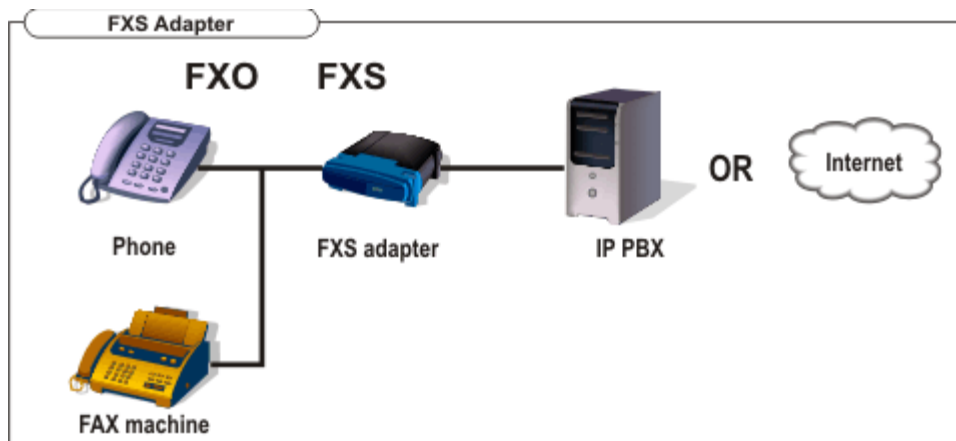 FXS Adapter
FXO FXS
OR
Internet
Phone
FXS adapter
IP PBX
FAX machine